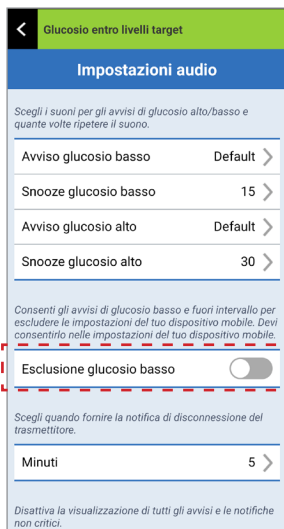 Glucosio entro livelli target
Impostazioni audio
Scegli i suoni per gli avvisi di glucosio alto/basso e
quante volte ripetere il suono.
Avviso glucosio basso Default
Snooze glucosio basso 15
Avviso glucosio alto Default
Snooze glucosio alto 30
Consenti gli avvisi di glucosio basso e fuori intervallo per
escludere le impostazioni del tuo dispositivo mobile. Devi
consentirlo nelle impostazioni del tuo dispositivo mobile.
Esclusione glucosio basso
Scegli quando fornire la notifica di disconnessione del
trasmettitore.
Minuti 5
Disattiva la visualizzazione di tutti gli avvisi e le notifiche
non critici.